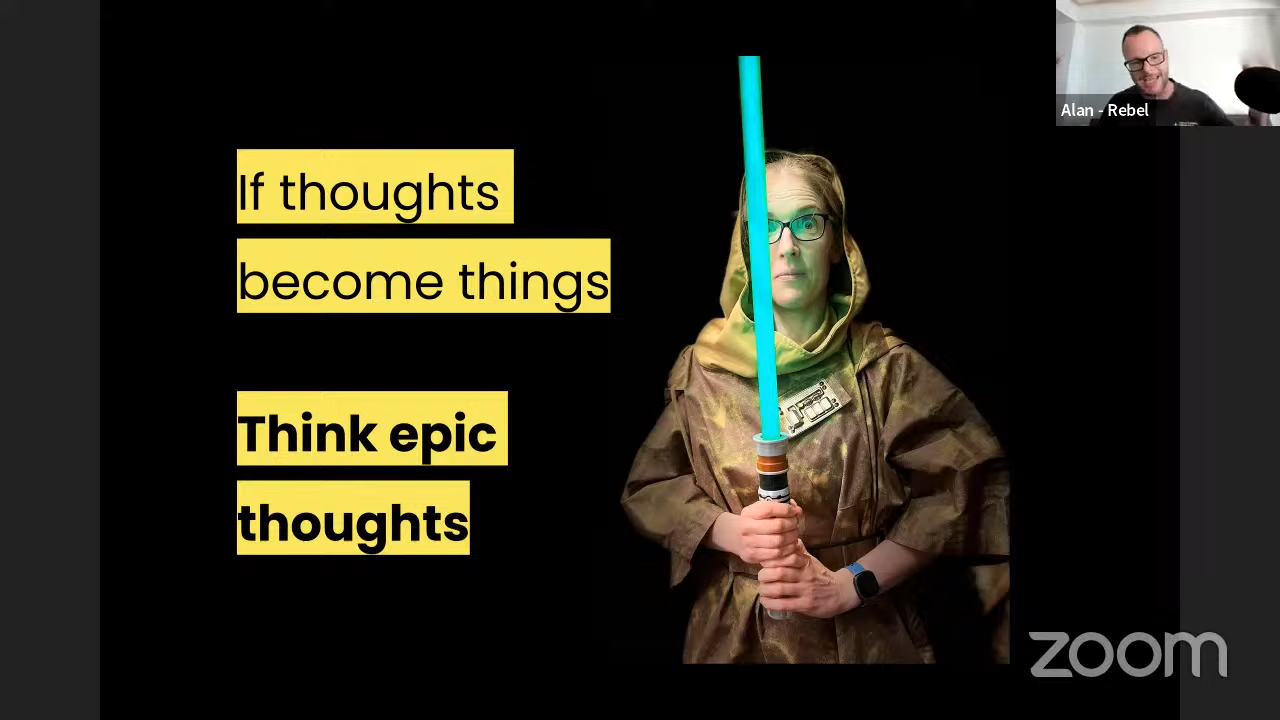 If thoughts
become things
Think epic
thoughts
Alan - Rebel
zoom